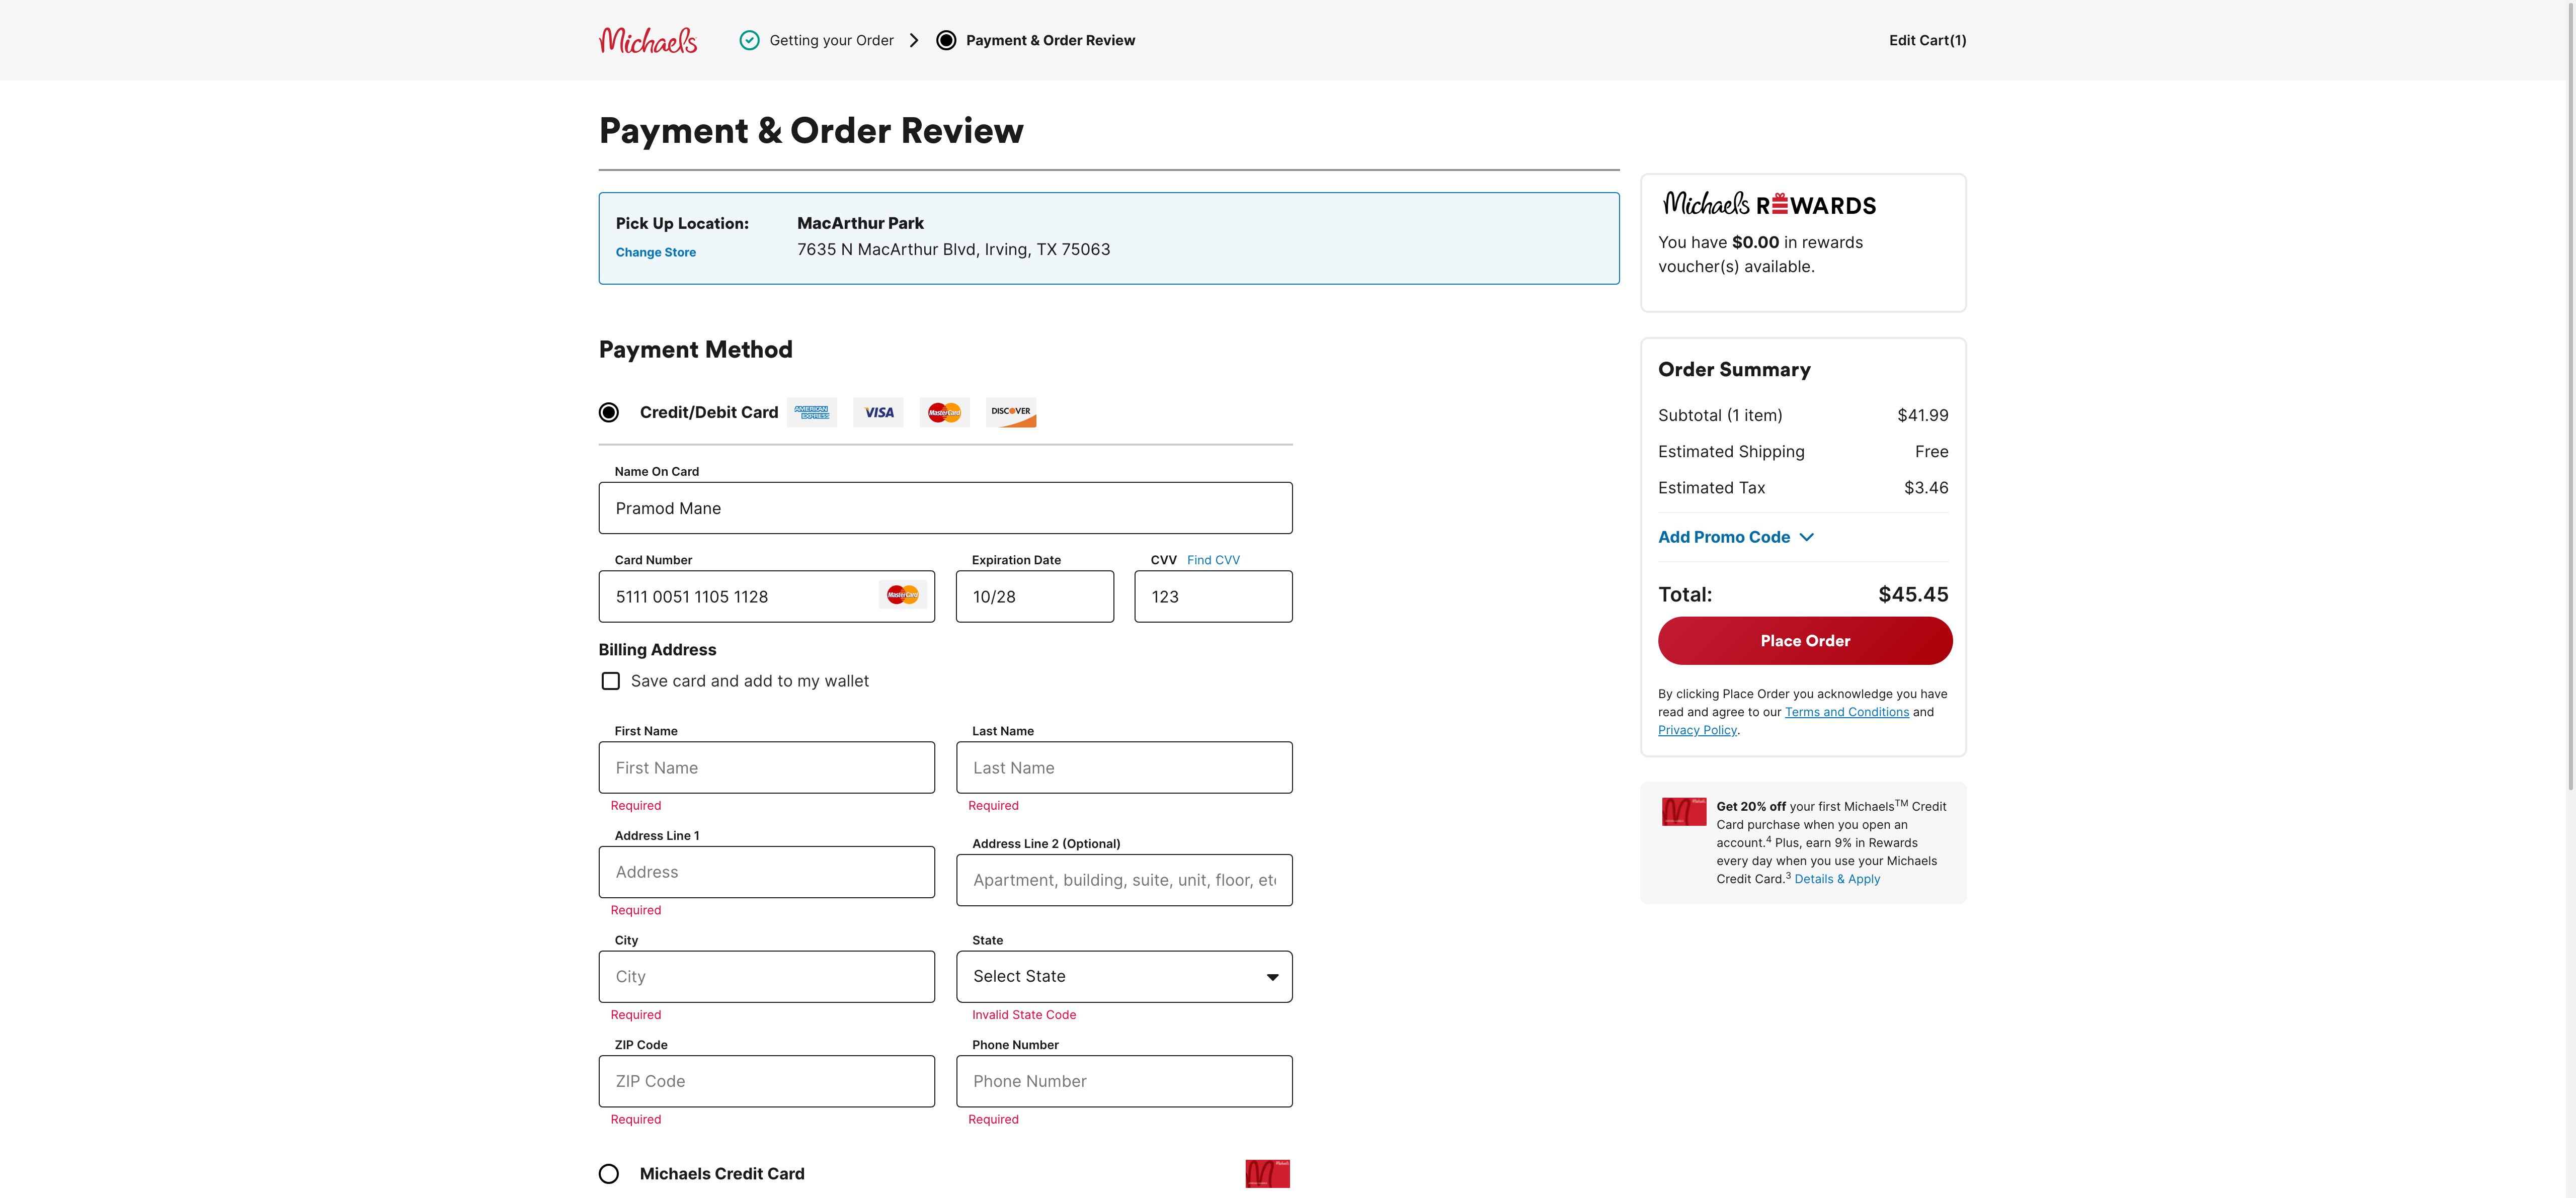 Michaels
Getting your Order
Payment & Order Review
Edit Cart(1)
Payment & Order Review
Pick Up Location:
Change Store
MacArthur Park
7635 N MacArthur Blvd, Irving, TX 75063
Michaels REWARDS
You have $0.00 in rewards
voucher(s) available.
Payment Method
Credit/Debit Card
AMERICAN
EXPRESS
VISA
MasterCard
DISCOVER
Name On Card
Pramod Mane
Card Number
5111 0051 1105 1128
MasterCard
Expiration Date
10/28
CVV Find CVV
123
Billing Address
Save card and add to my wallet
First Name
First Name
Required
Last Name
Last Name
Required
Address Line 1
Address
Required
Address Line 2 (Optional)
Apartment, building, suite, unit, floor, etc
City
City
Required
State
Select State
Invalid State Code
ZIP Code
ZIP Code
Required
Phone Number
Phone Number
Required
Michaels Credit Card
Order Summary
Subtotal (1 item) $41.99
Estimated Shipping Free
Estimated Tax $3.46
Add Promo Code
Total: $45.45
Place Order
By clicking Place Order you acknowledge you have
read and agree to our Terms and Conditions and
Privacy Policy.
Get 20% off your first Michaels™ Credit
Card purchase when you open an
account.⁴ Plus, earn 9% in Rewards
every day when you use your Michaels
Credit Card.³ Details & Apply